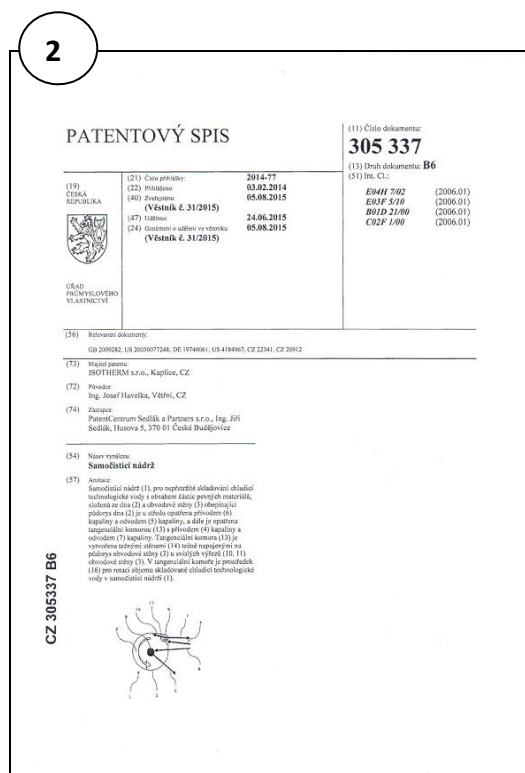 2
PATENTOVÝ SPIS
(11) Číslo dokumentu:
305 337
(13) Druh dokumentu: B6
(51) Int. Cl.:
E04H 7/02 (2006.01)
E03F 5/10 (2006.01)
B01D 21/00 (2006.01)
C02F 1/00 (2006.01)
(19)
ČESKÁ
REPUBLIKA
(21) Číslo přihlášky: 2014-77
(22) Přihlášeno: 03.02.2014
(40) Zveřejněno: 05.08.2015
(Věstník č. 31/2015)
(47) Uděleno: 24.06.2015
(24) Oznámení o udělení ve věstníku: 05.08.2015
(Věstník č. 31/2015)
ÚŘAD
PRŮMYSLOVÉHO
VLASTNICTVÍ
(56) Relevantní dokumenty:
GB 2009282; US 20050077248; DE 19740061; US 4184967; CZ 22341; CZ 20912
(73) Majitel patentu:
ISOTHERM s.r.o., Kaplice, CZ
(72) Původce:
Ing. Josef Havelka, Větřní, CZ
(74) Zástupce:
PatentCentrum Sedlák a Partners s.r.o., Ing. Jiří
Sedlák, Husova 5, 370 01 České Budějovice
(54) Název vynálezu:
Samočisticí nádrž
(57) Anotace:
Samočisticí nádrž (1), pro nepřetržité skladování chladicí
technologické vody s obsahem částic pevných materiálů,
složená ze dna (2) a obvodové stěny (3) obepínající
půdorys dna (2) je u středu opatřena přívodem (6)
kapaliny a odvodem (5) kapaliny, a dále je opatřena
tangenciální komorou (13) s přívodem (4) kapaliny a
odvodem (7) kapaliny. Tangenciální komora (13) je
vytvořena tečnými stěnami (14) tečně napojenými na
půdorys obvodové stěny (3) u svislých výřezů (10, 11)
obvodové stěny (3). V tangenciální komoře je prostředek
(16) pro rotaci objemu skladované chladicí technologické
vody v samočisticí nádrži (1).
CZ 305337 B6